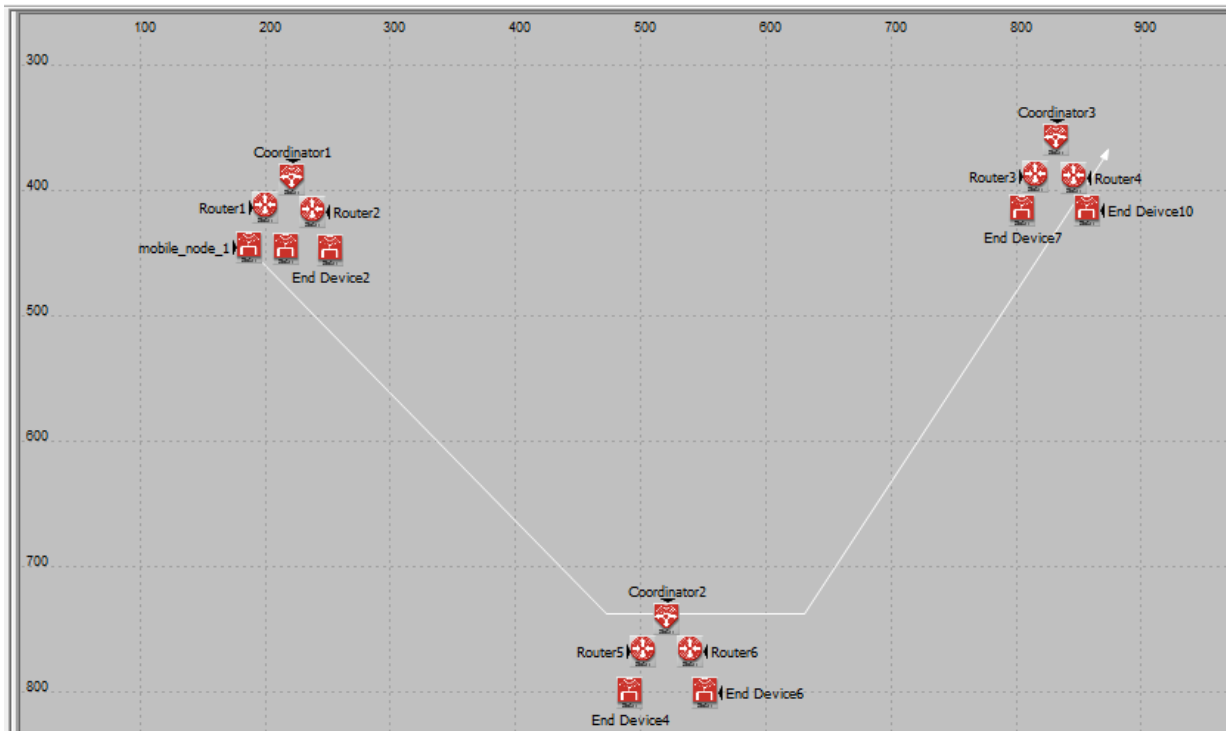 100 200 300 400 500 600 700 800 900
300
Coordinator3
Coordinator1
400
Router3 Router4
Router1 Router2
End Deivce10
End Device7
mobile_node_1
End Device2
500
600
700
Coordinator2
Router5 Router6
800
End Device6
End Device4